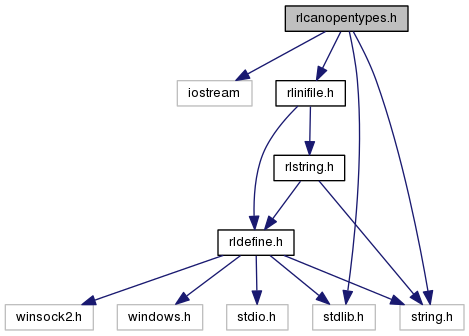 rlcanopentypes.h
iostream
rlinifile.h
rlstring.h
rldefine.h
winsock2.h
windows.h
stdio.h
stdlib.h
string.h